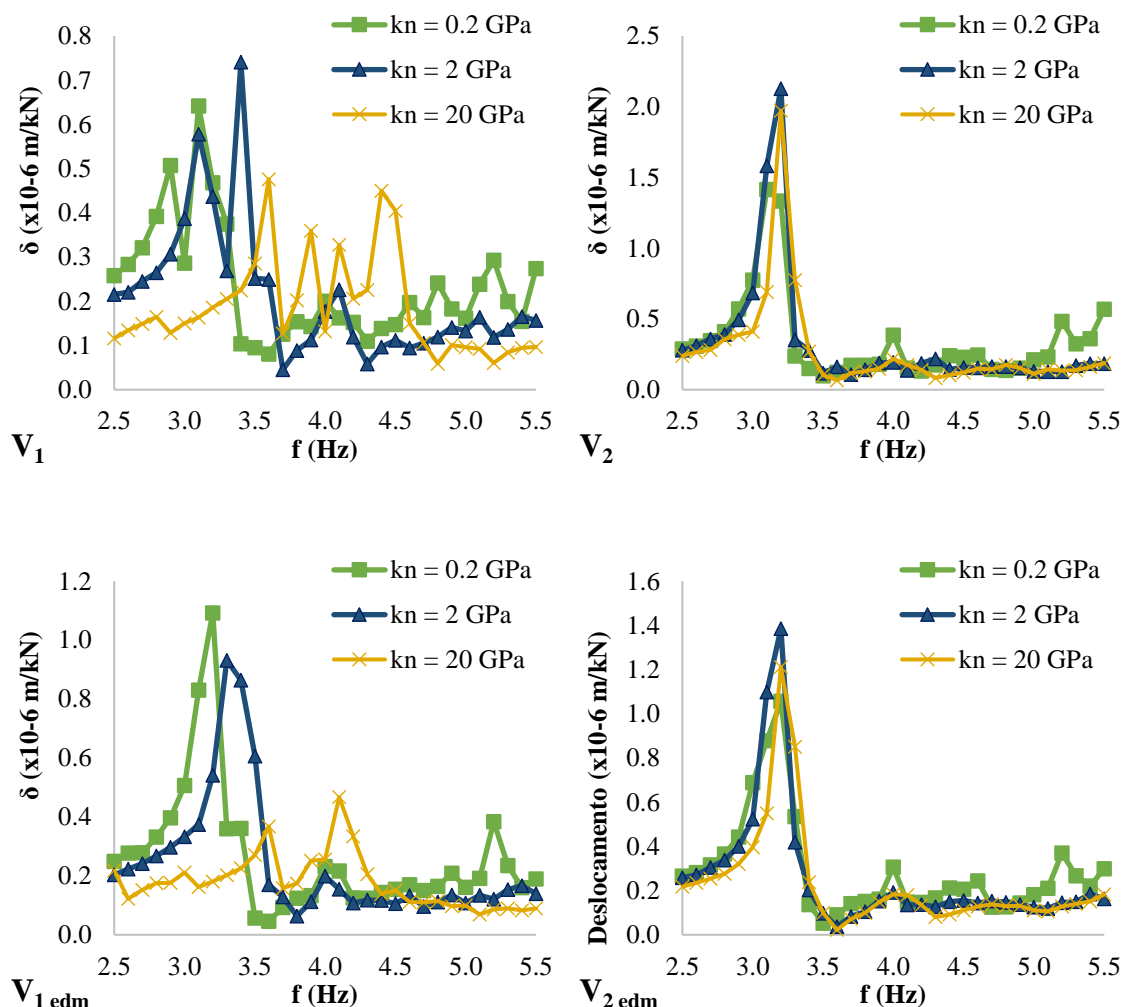 kn = 0.2 GPa
kn = 2 GPa
kn = 20 GPa
δ (x10-6 m/kN)
0.8
0.7
0.6
0.5
0.4
0.3
0.2
0.1
0.0
2.5 3.0 3.5 4.0 4.5 5.0 5.5
f (Hz)
V1
kn = 0.2 GPa
kn = 2 GPa
kn = 20 GPa
δ (x10-6 m/kN)
2.5
2.0
1.5
1.0
0.5
0.0
2.5 3.0 3.5 4.0 4.5 5.0 5.5
f (Hz)
V2
kn = 0.2 GPa
kn = 2 GPa
kn = 20 GPa
δ (x10-6 m/kN)
1.2
1.0
0.8
0.6
0.4
0.2
0.0
2.5 3.0 3.5 4.0 4.5 5.0 5.5
f (Hz)
V1 edm
kn = 0.2 GPa
kn = 2 GPa
kn = 20 GPa
Deslocamento (x10-6 m/kN)
1.6
1.4
1.2
1.0
0.8
0.6
0.4
0.2
0.0
2.5 3.0 3.5 4.0 4.5 5.0 5.5
f (Hz)
V2 edm